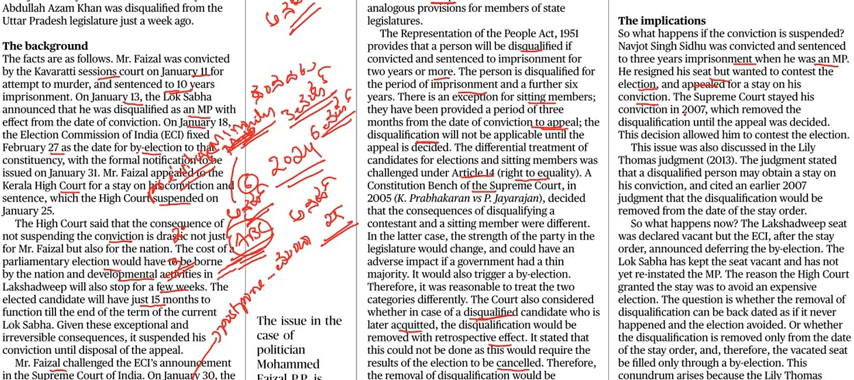 Abdullah Azam Khan was disqualified from the
Uttar Pradesh legislature just a week ago.
The background
The facts are as follows. Mr. Faizal was convicted
by the Kavaratti sessions court on January 11 for
attempt to murder, and sentenced to 10 years
imprisonment. On January 13, the Lok Sabha
announced that he was disqualified as an MP with
effect from the date of conviction. On January 18,
the Election Commission of India (ECI) fixed
February 27 as the date for by-election to that
constituency, with the formal notification to be
issued on January 31. Mr. Faizal appealed to the
Kerala High Court for a stay on his conviction and
sentence, which the High Court suspended on
January 25.
The High Court said that the consequence of
not suspending the conviction is drastic not just
for Mr. Faizal but also for the nation. The cost of a
parliamentary election would have to be borne
by the nation and developmental activities in
Lakshadweep will also stop for a few weeks. The
elected candidate will have just 15 months to
function till the end of the term of the current
Lok Sabha. Given these exceptional and
irreversible consequences, it suspended his
conviction until disposal of the appeal.
Mr. Faizal challenged the ECI's announcement
in the Supreme Court of India. On January 30, the
2024
6
ABC
25
The issue in the
case of
politician
Mohammed
Faizal P.P. is
analogous provisions for members of state
legislatures.
The Representation of the People Act, 1951
provides that a person will be disqualified if
convicted and sentenced to imprisonment for
two years or more. The person is disqualified for
the period of imprisonment and a further six
years. There is an exception for sitting members;
they have been provided a period of three
months from the date of conviction to appeal; the
disqualification will not be applicable until the
appeal is decided. The differential treatment of
candidates for elections and sitting members was
challenged under Article 14 (right to equality). A
Constitution Bench of the Supreme Court, in
2005 (K. Prabhakaran vs P. Jayarajan), decided
that the consequences of disqualifying a
contestant and a sitting member were different.
In the latter case, the strength of the party in the
legislature would change, and could have an
adverse impact if a government had a thin
majority. It would also trigger a by-election.
Therefore, it was reasonable to treat the two
categories differently. The Court also considered
whether in case of a disqualified candidate who is
later acquitted, the disqualification would be
removed with retrospective effect. It stated that
this could not be done as this would require the
results of the election to be cancelled. Therefore,
the removal of disqualification would be
The implications
So what happens if the conviction is suspended?
Navjot Singh Sidhu was convicted and sentenced
to three years imprisonment when he was an MP.
He resigned his seat but wanted to contest the
election, and appealed for a stay on his
conviction. The Supreme Court stayed his
conviction in 2007, which removed the
disqualification until the appeal was decided.
This decision allowed him to contest the election.
This issue was also discussed in the Lily
Thomas judgment (2013). The judgment stated
that a disqualified person may obtain a stay on
his conviction, and cited an earlier 2007
judgment that the disqualification would be
removed from the date of the stay order.
So what happens now? The Lakshadweep seat
was declared vacant but the ECI, after the stay
order, announced deferring the by-election. The
Lok Sabha has kept the seat vacant and has not
yet re-instated the MP. The reason the High Court
granted the stay was to avoid an expensive
election. The question is whether the removal of
disqualification can be back dated as if it never
happened and the election avoided. Or whether
the disqualification is removed only from the date
of the stay order, and, therefore, the vacated seat
be filled only through a by-election. This
conundrum arises because the Lily Thomas